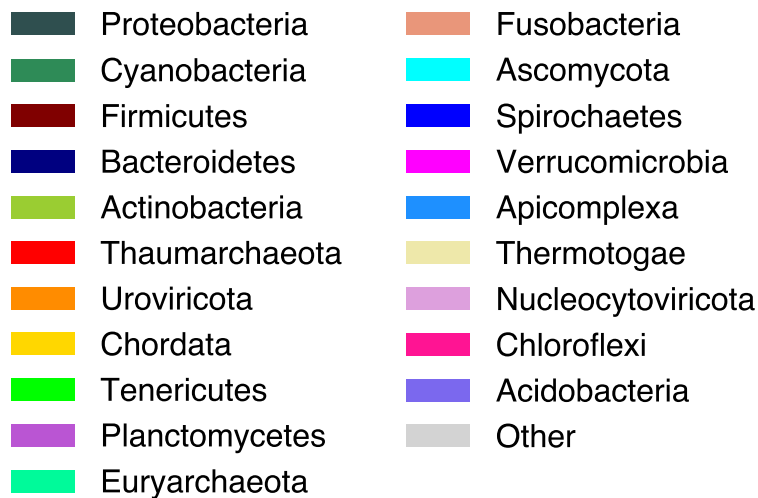 Proteobacteria
Cyanobacteria
Firmicutes
Bacteroidetes
Actinobacteria
Thaumarchaeota
Uroviricota
Chordata
Tenericutes
Planctomycetes
Euryarchaeota
Fusobacteria
Ascomycota
Spirochaetes
Verrucomicrobia
Apicomplexa
Thermotogae
Nucleocytoviricota
Chloroflexi
Acidobacteria
Other